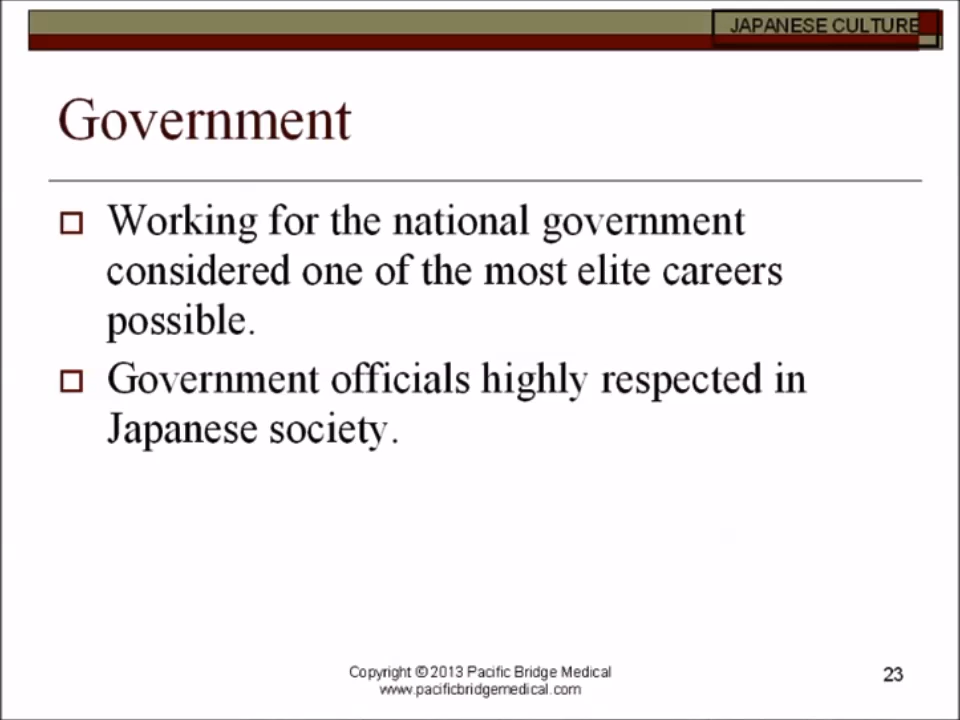 JAPANESE CULTURE
Government
Working for the national government
considered one of the most elite careers
possible.
Government officials highly respected in
Japanese society.
Copyright © 2013 Pacific Bridge Medical
www.pacificbridgemedical.com
23